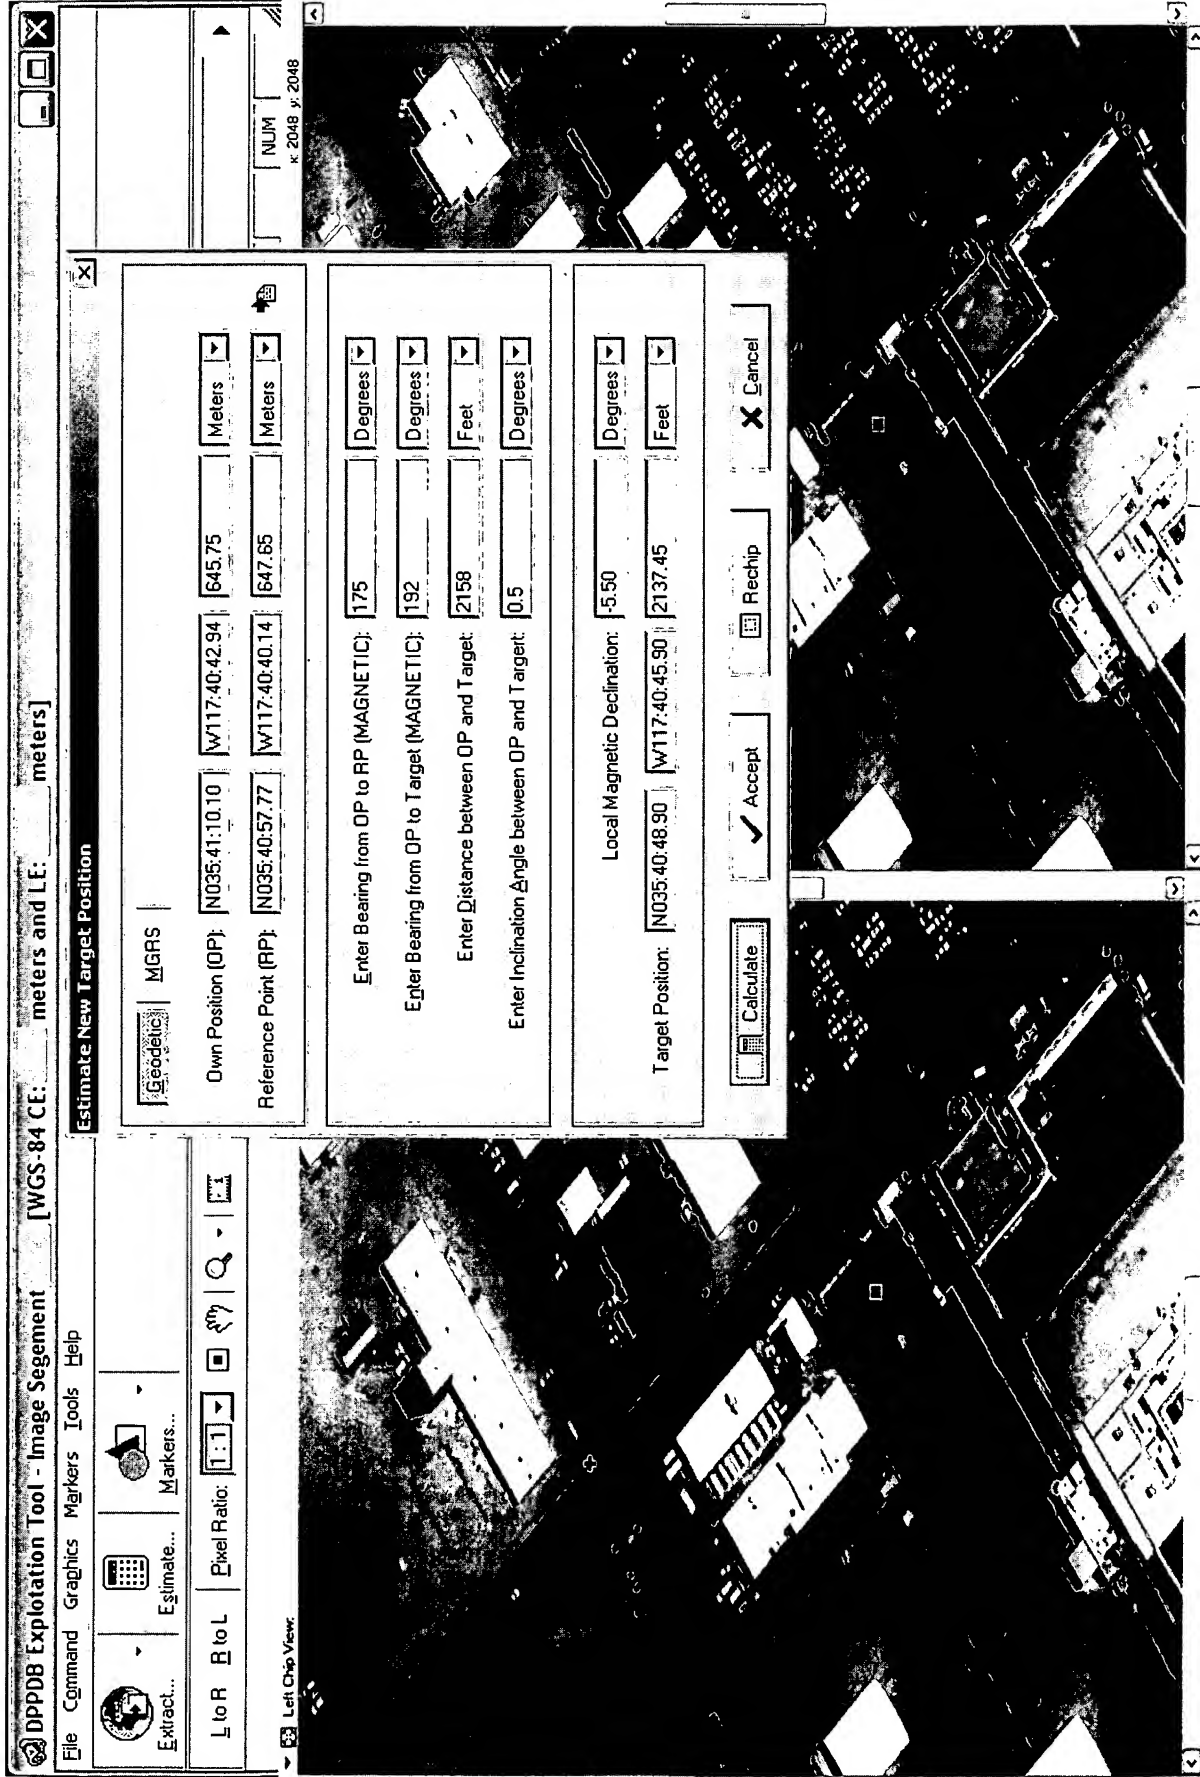 DPPDB Explotation Tool - Image Segement [WGS-84 CE: meters and LE: meters]
File Command Graphics Markers Tools Help
Extract... Estimate... Markers...
L to R R to L Pixel Ratio: 1:1
NUM
x: 2048 y: 2048
Left Chip View:
Estimate New Target Position
Geodetic MGRS
Own Position (OP): N035:41:10.10 W117:40:42.94 645.75 Meters
Reference Point (RP): N035:40:57.77 W117:40:40.14 647.65 Meters
Enter Bearing from OP to RP (MAGNETIC): 175 Degrees
Enter Bearing from OP to Target (MAGNETIC): 192 Degrees
Enter Distance between OP and Target: 2158 Feet
Enter Inclination Angle between OP and Targert: 0.5 Degrees
Local Magnetic Declination: -5.50 Degrees
Target Position: N035:40:48.90 W117:40:45.90 2137.45 Feet
Calculate Accept Rechip Cancel